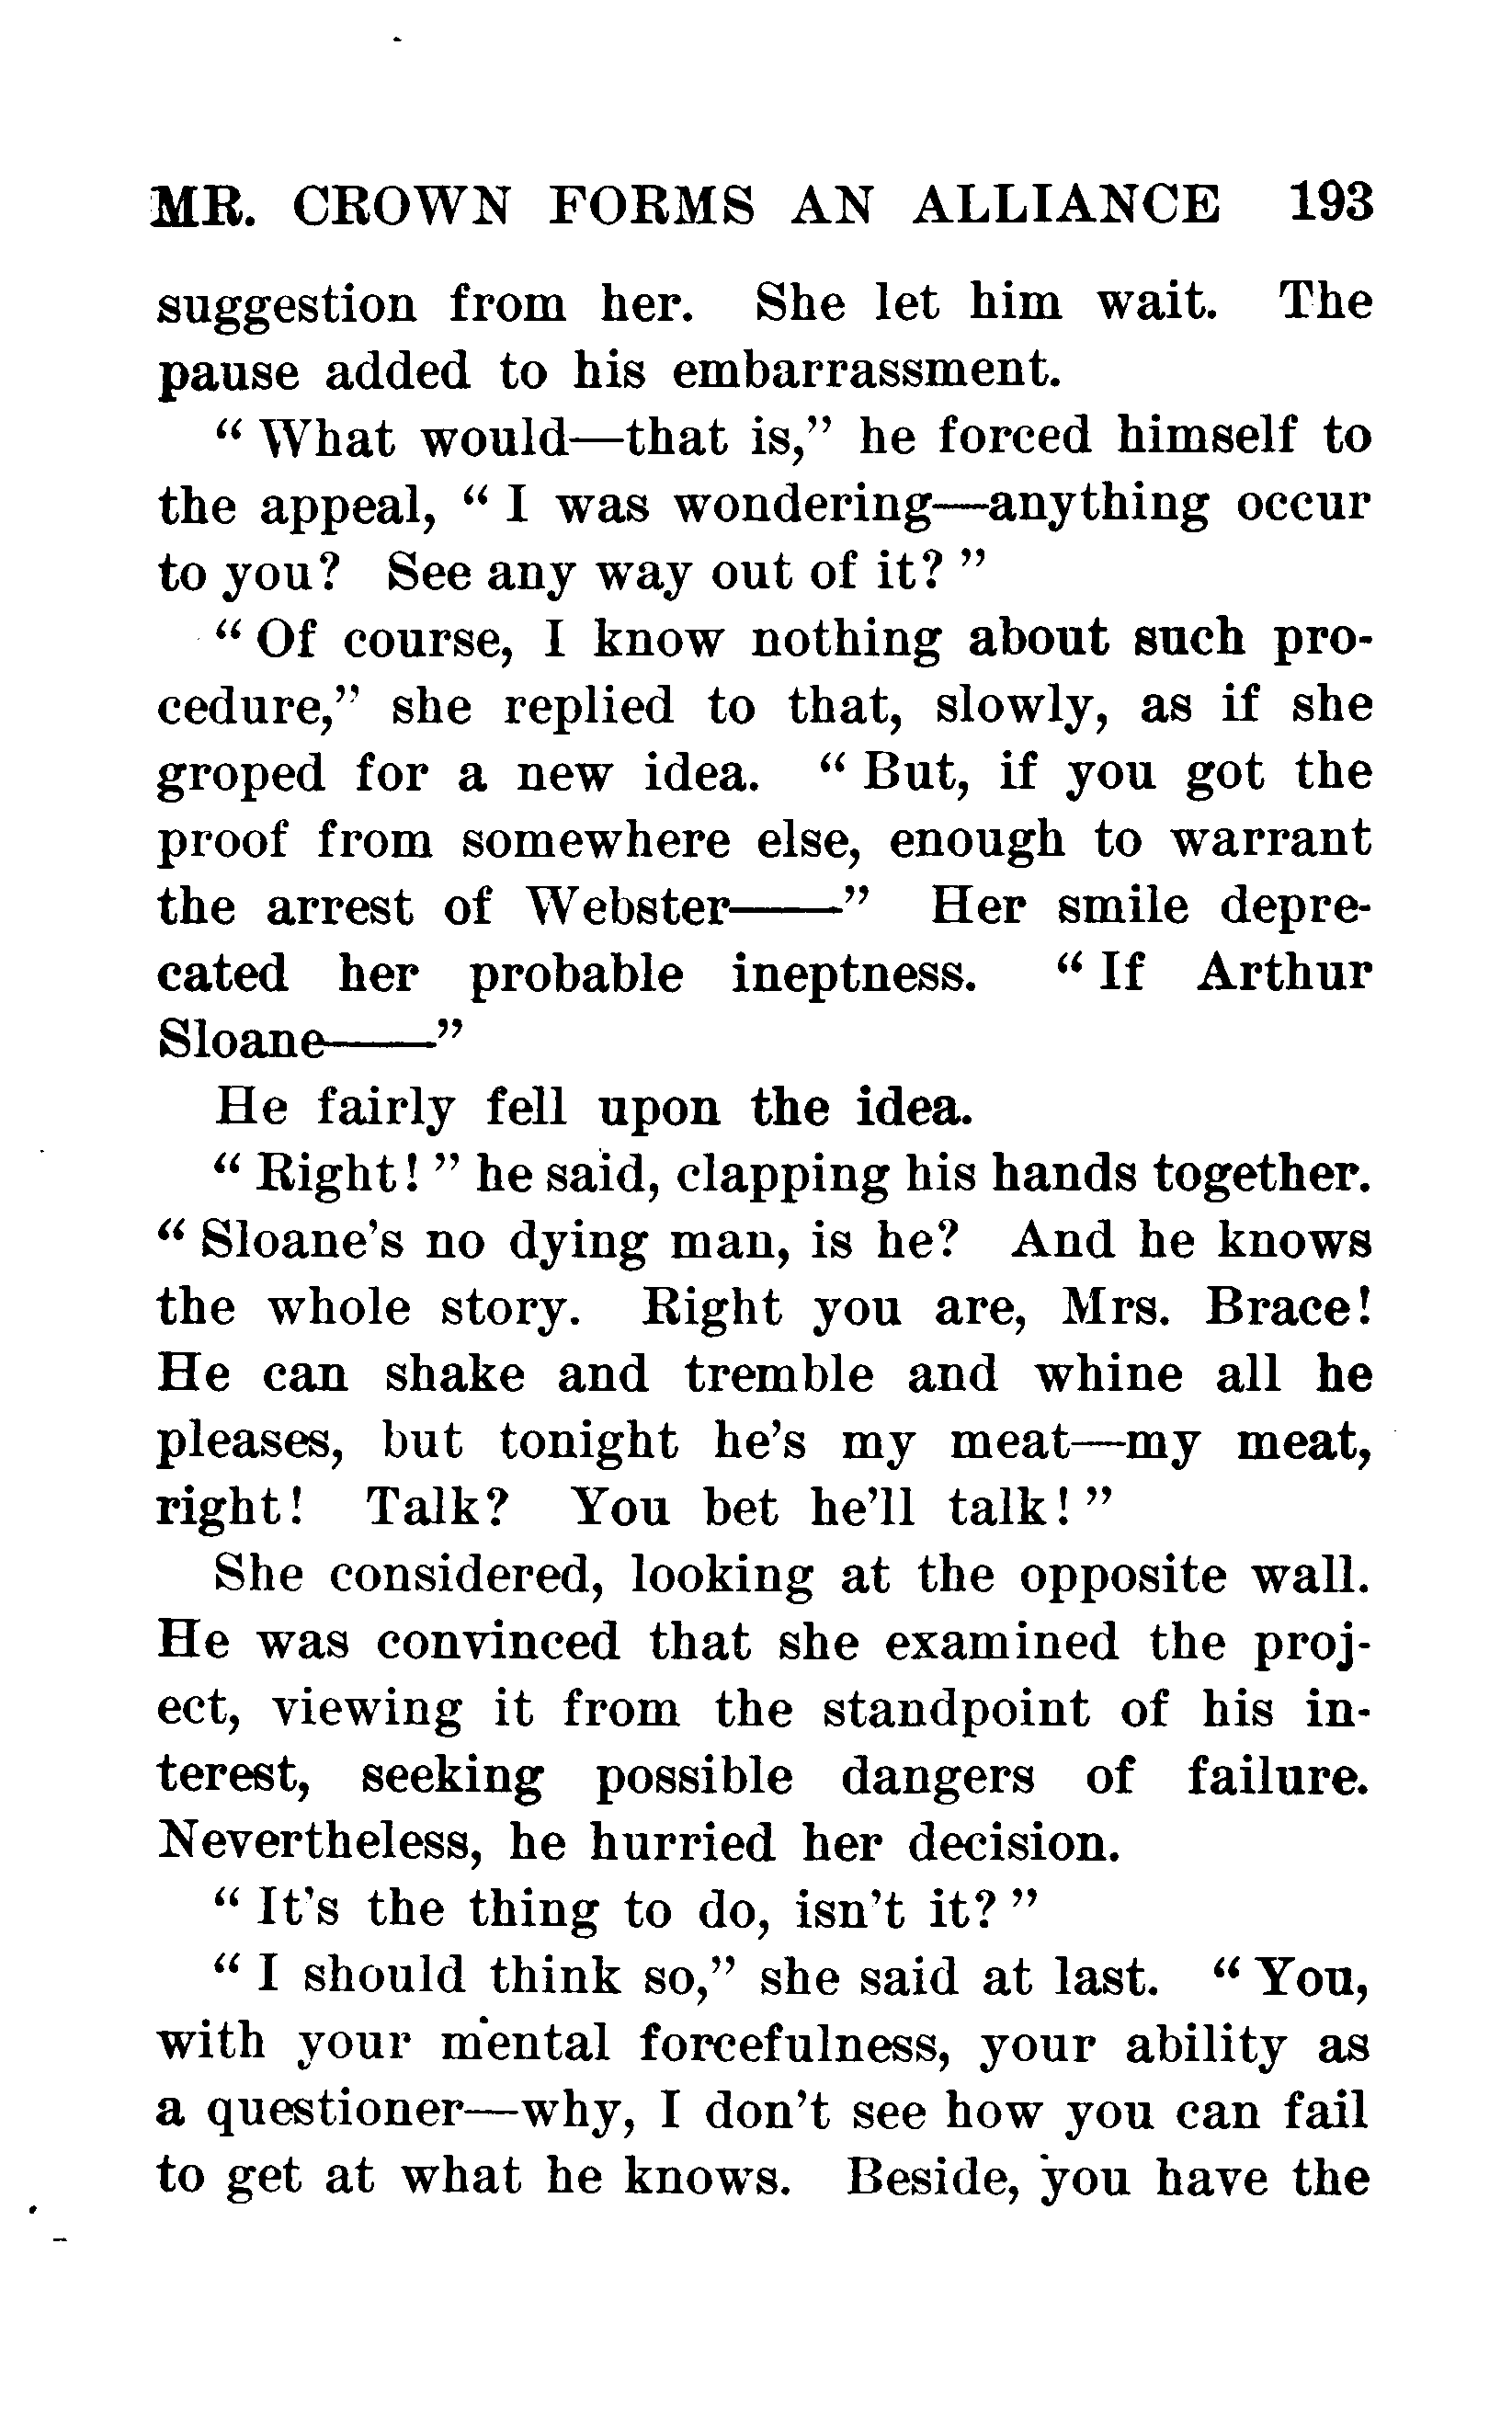 MR. CROWN FORMS AN ALLIANCE 193
suggestion from her. She let him wait. The
pause added to his embarrassment.
“ What would—that is,” he forced himself to
the appeal, “ I was wondering—anything occur
to you? See any way out of it? ”
“ Of course, I know nothing about such pro-
cedure,” she replied to that, slowly, as if she
groped for a new idea. “ But, if you got the
proof from somewhere else, enough to warrant
the arrest of Webster——” Her smile depre-
cated her probable ineptness. “ If Arthur
Sloane——”
He fairly fell upon the idea.
“ Right! ” he said, clapping his hands together.
“ Sloane’s no dying man, is he? And he knows
the whole story. Right you are, Mrs. Brace!
He can shake and tremble and whine all he
pleases, but tonight he’s my meat—my meat,
right! Talk? You bet he’ll talk! ”
She considered, looking at the opposite wall.
He was convinced that she examined the proj-
ect, viewing it from the standpoint of his in-
terest, seeking possible dangers of failure.
Nevertheless, he hurried her decision.
“ It’s the thing to do, isn’t it? ”
“ I should think so,” she said at last. “ You,
with your mental forcefulness, your ability as
a questioner—why, I don’t see how you can fail
to get at what he knows. Beside, you have the